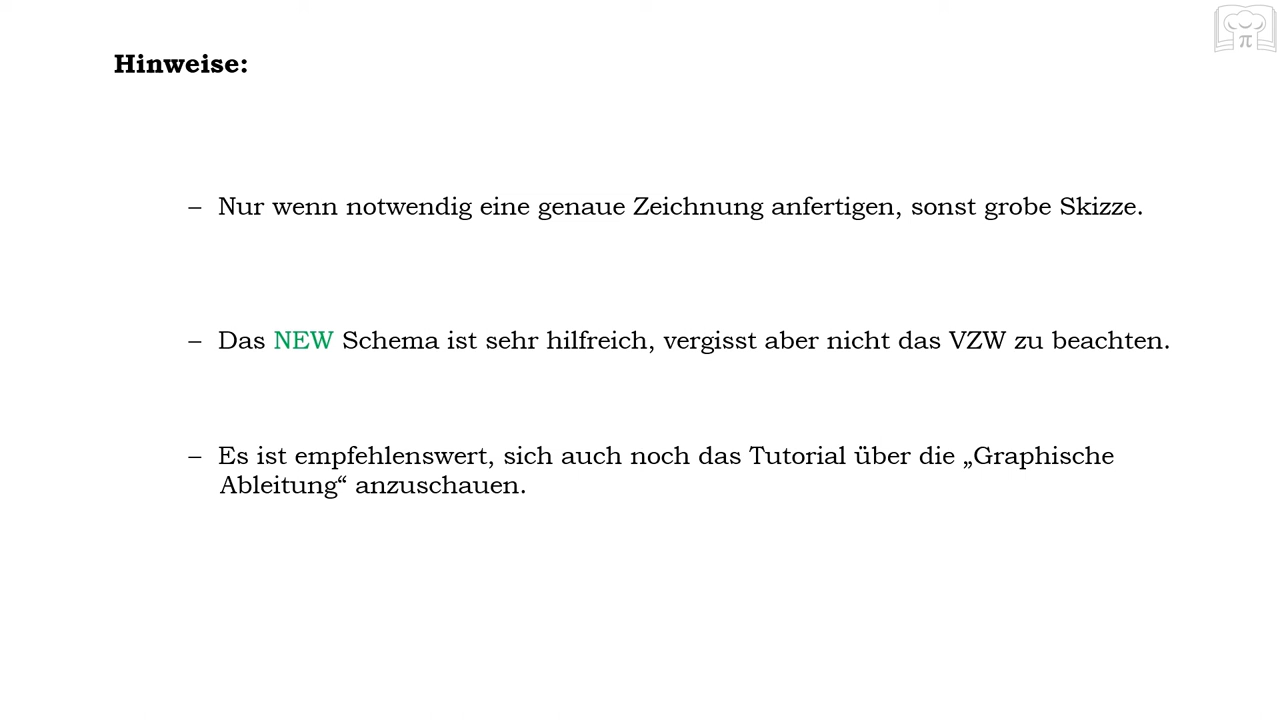 Hinweise:
– Nur wenn notwendig eine genaue Zeichnung anfertigen, sonst grobe Skizze.
– Das NEW Schema ist sehr hilfreich, vergisst aber nicht das VZW zu beachten.
– Es ist empfehlenswert, sich auch noch das Tutorial über die „Graphische
Ableitung“ anzuschauen.
π